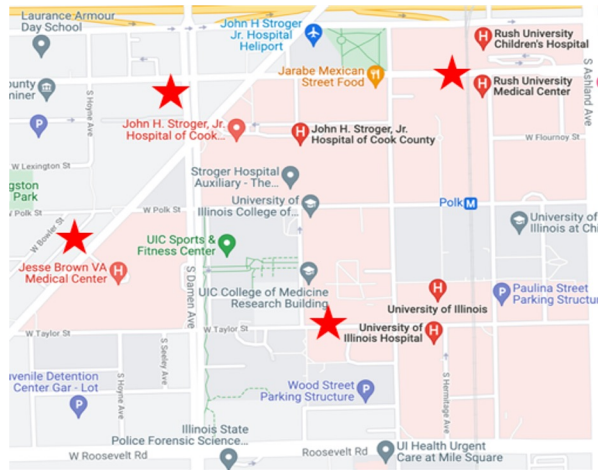 Laurance Armour
Day School
John H Stroger
Jr. Hospital
Heliport
Rush University
Children's Hospital
S Ashland Ave
ounty
miner
S Hoyne Ave
Jarabe Mexican
Street Food
Rush University
Medical Center
John H. Stroger, Jr.
Hospital of Cook...
John H. Stroger, Jr.
Hospital of Cook County
W Flournoy St
W Lexington St
Stroger Hospital
Auxiliary - The...
ngston
Park
University of
Illinois College of...
Polk M
W Polk St
W Polk St
W Bowler St
University of
Illinois at Chi
UIC Sports &
Fitness Center
Jesse Brown VA
Medical Center
S Damen Ave
UIC College of Medicine
Research Building
University of Illinois
Paulina Street
Parking Structu
W Taylor St
W Taylor St
University of
Illinois Hospital
S Seeley Ave
S Hoyne Ave
uvenile Detention
Center Gar - Lot
Wood Street
Parking Structure
S Hermitage Ave
Illinois State
Police Forensic Science...
UI Health Urgent
Care at Mile Square
W Roosevelt Rd
Roosevelt Rd